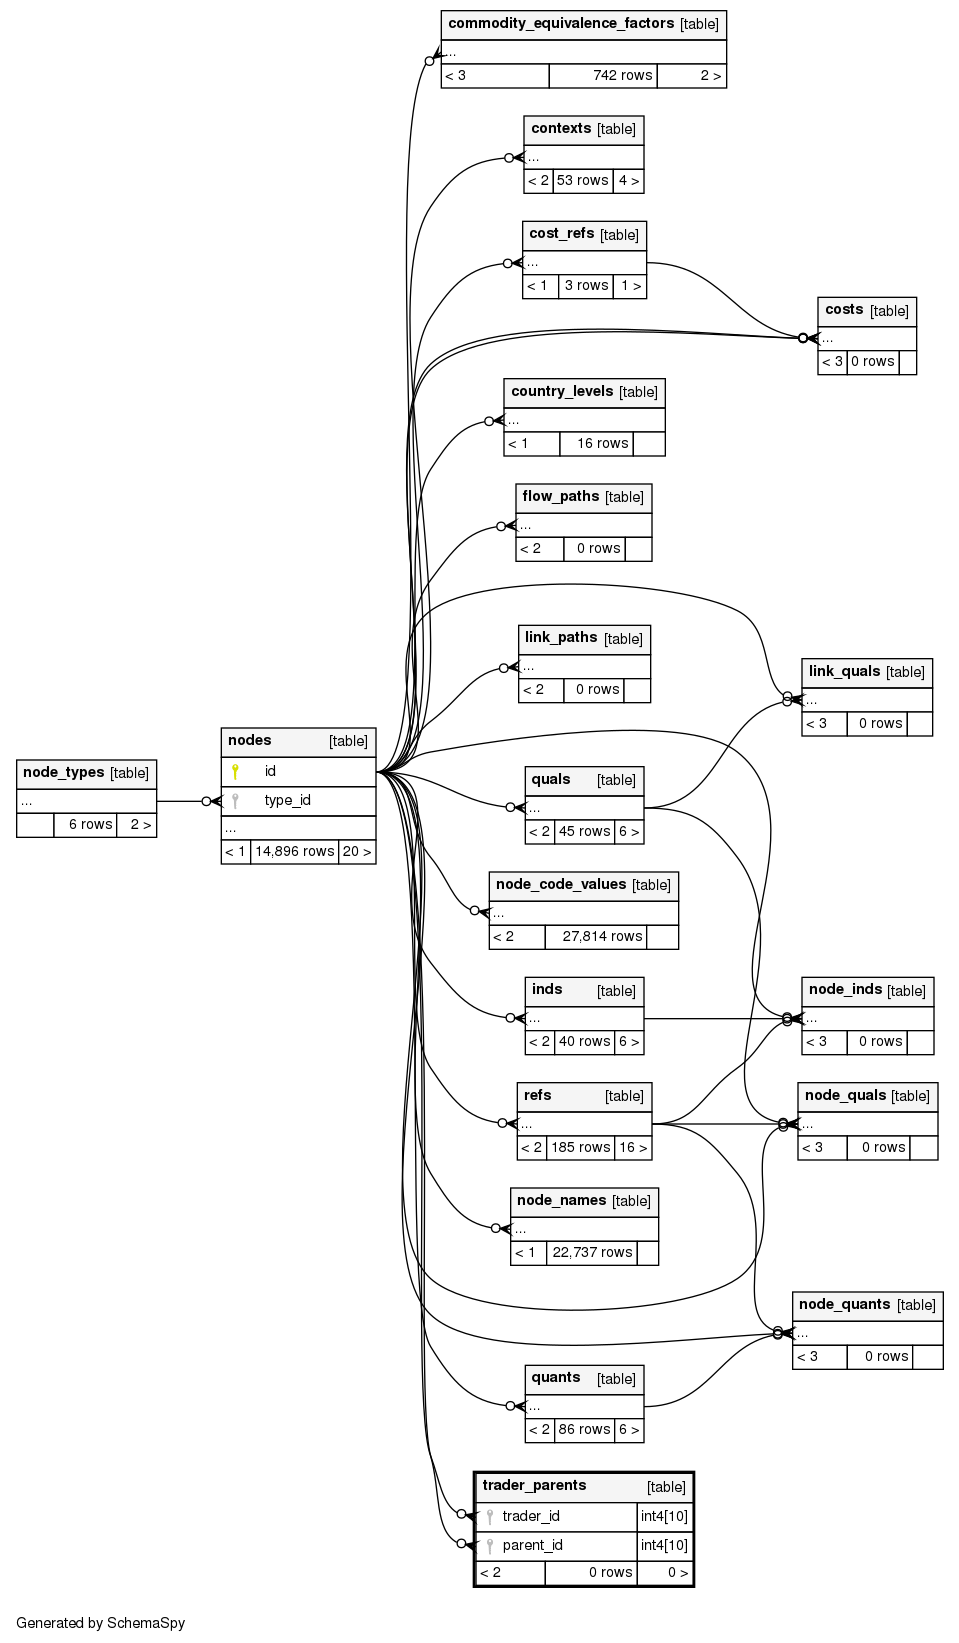 commodity_equivalence_factors [table]
...
< 3 742 rows 2 >
contexts [table]
...
< 2 53 rows 4 >
cost_refs [table]
...
< 1 3 rows 1 >
costs [table]
...
< 3 0 rows
country_levels [table]
...
< 1 16 rows
flow_paths [table]
...
< 2 0 rows
link_paths [table]
...
< 2 0 rows
link_quals [table]
...
< 3 0 rows
nodes [table]
id
type_id
...
< 1 14,896 rows 20 >
node_types [table]
...
6 rows 2 >
quals [table]
...
< 2 45 rows 6 >
node_code_values [table]
...
< 2 27,814 rows
inds [table]
...
< 2 40 rows 6 >
node_inds [table]
...
< 3 0 rows
refs [table]
...
< 2 185 rows 16 >
node_quals [table]
...
< 3 0 rows
node_names [table]
...
< 1 22,737 rows
node_quants [table]
...
< 3 0 rows
quants [table]
...
< 2 86 rows 6 >
trader_parents [table]
trader_id int4[10]
parent_id int4[10]
< 2 0 rows 0 >
Generated by SchemaSpy